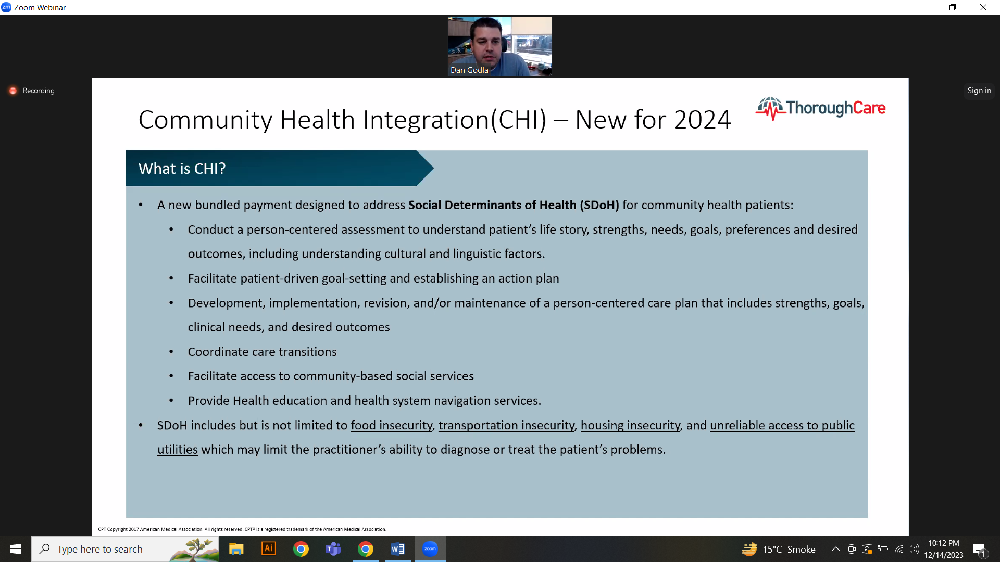 zm Zoom Webinar
Dan Godla
Recording
Sign in
Community Health Integration(CHI) – New for 2024
ThoroughCare
What is CHI?
• A new bundled payment designed to address Social Determinants of Health (SDoH) for community health patients:
• Conduct a person-centered assessment to understand patient’s life story, strengths, needs, goals, preferences and desired
outcomes, including understanding cultural and linguistic factors.
• Facilitate patient-driven goal-setting and establishing an action plan
• Development, implementation, revision, and/or maintenance of a person-centered care plan that includes strengths, goals,
clinical needs, and desired outcomes
• Coordinate care transitions
• Facilitate access to community-based social services
• Provide Health education and health system navigation services.
• SDoH includes but is not limited to food insecurity, transportation insecurity, housing insecurity, and unreliable access to public
utilities which may limit the practitioner’s ability to diagnose or treat the patient’s problems.
CPT Copyright 2017 American Medical Association. All rights reserved. CPT® is a registered trademark of the American Medical Association.
Type here to search
Ai
T
W
zoom
15°C Smoke
10:12 PM
12/14/2023
1